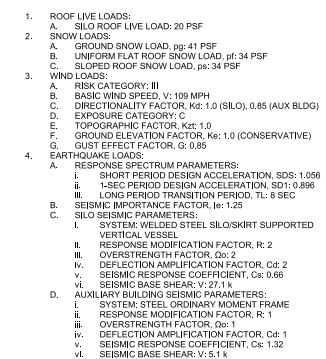 1. ROOF LIVE LOADS:
A. SILO ROOF LIVE LOAD: 20 PSF
2. SNOW LOADS:
A. GROUND SNOW LOAD, pg: 41 PSF
B. UNIFORM FLAT ROOF SNOW LOAD, pf: 34 PSF
C. SLOPED ROOF SNOW LOAD, ps: 34 PSF
3. WIND LOADS:
A. RISK CATEGORY: III
B. BASIC WIND SPEED, V: 109 MPH
C. DIRECTIONALITY FACTOR, Kd: 1.0 (SILO), 0.85 (AUX BLDG)
D. EXPOSURE CATEGORY: C
E. TOPOGRAPHIC FACTOR, Kzt: 1.0
F. GROUND ELEVATION FACTOR, Ke: 1.0 (CONSERVATIVE)
G. GUST EFFECT FACTOR, G: 0.85
4. EARTHQUAKE LOADS:
A. RESPONSE SPECTRUM PARAMETERS:
i. SHORT PERIOD DESIGN ACCELERATION, SDS: 1.056
ii. 1-SEC PERIOD DESIGN ACCELERATION, SD1: 0.896
iii. LONG PERIOD TRANSITION PERIOD, TL: 8 SEC
B. SEISMIC IMPORTANCE FACTOR, Ie: 1.25
C. SILO SEISMIC PARAMETERS:
i. SYSTEM: WELDED STEEL SILO/SKIRT SUPPORTED
VERTICAL VESSEL
ii. RESPONSE MODIFICATION FACTOR, R: 2
iii. OVERSTRENGTH FACTOR, Ωo: 2
iv. DEFLECTION AMPLIFICATION FACTOR, Cd: 2
v. SEISMIC RESPONSE COEFFICIENT, Cs: 0.66
vi. SEISMIC BASE SHEAR: V: 27.1 k
D. AUXILIARY BUILDING SEISMIC PARAMETERS:
i. SYSTEM: STEEL ORDINARY MOMENT FRAME
ii. RESPONSE MODIFICATION FACTOR, R: 1
iii. OVERSTRENGTH FACTOR, Ωo: 1
iv. DEFLECTION AMPLIFICATION FACTOR, Cd: 1
v. SEISMIC RESPONSE COEFFICIENT, Cs: 1.32
vi. SEISMIC BASE SHEAR: V: 5.1 k